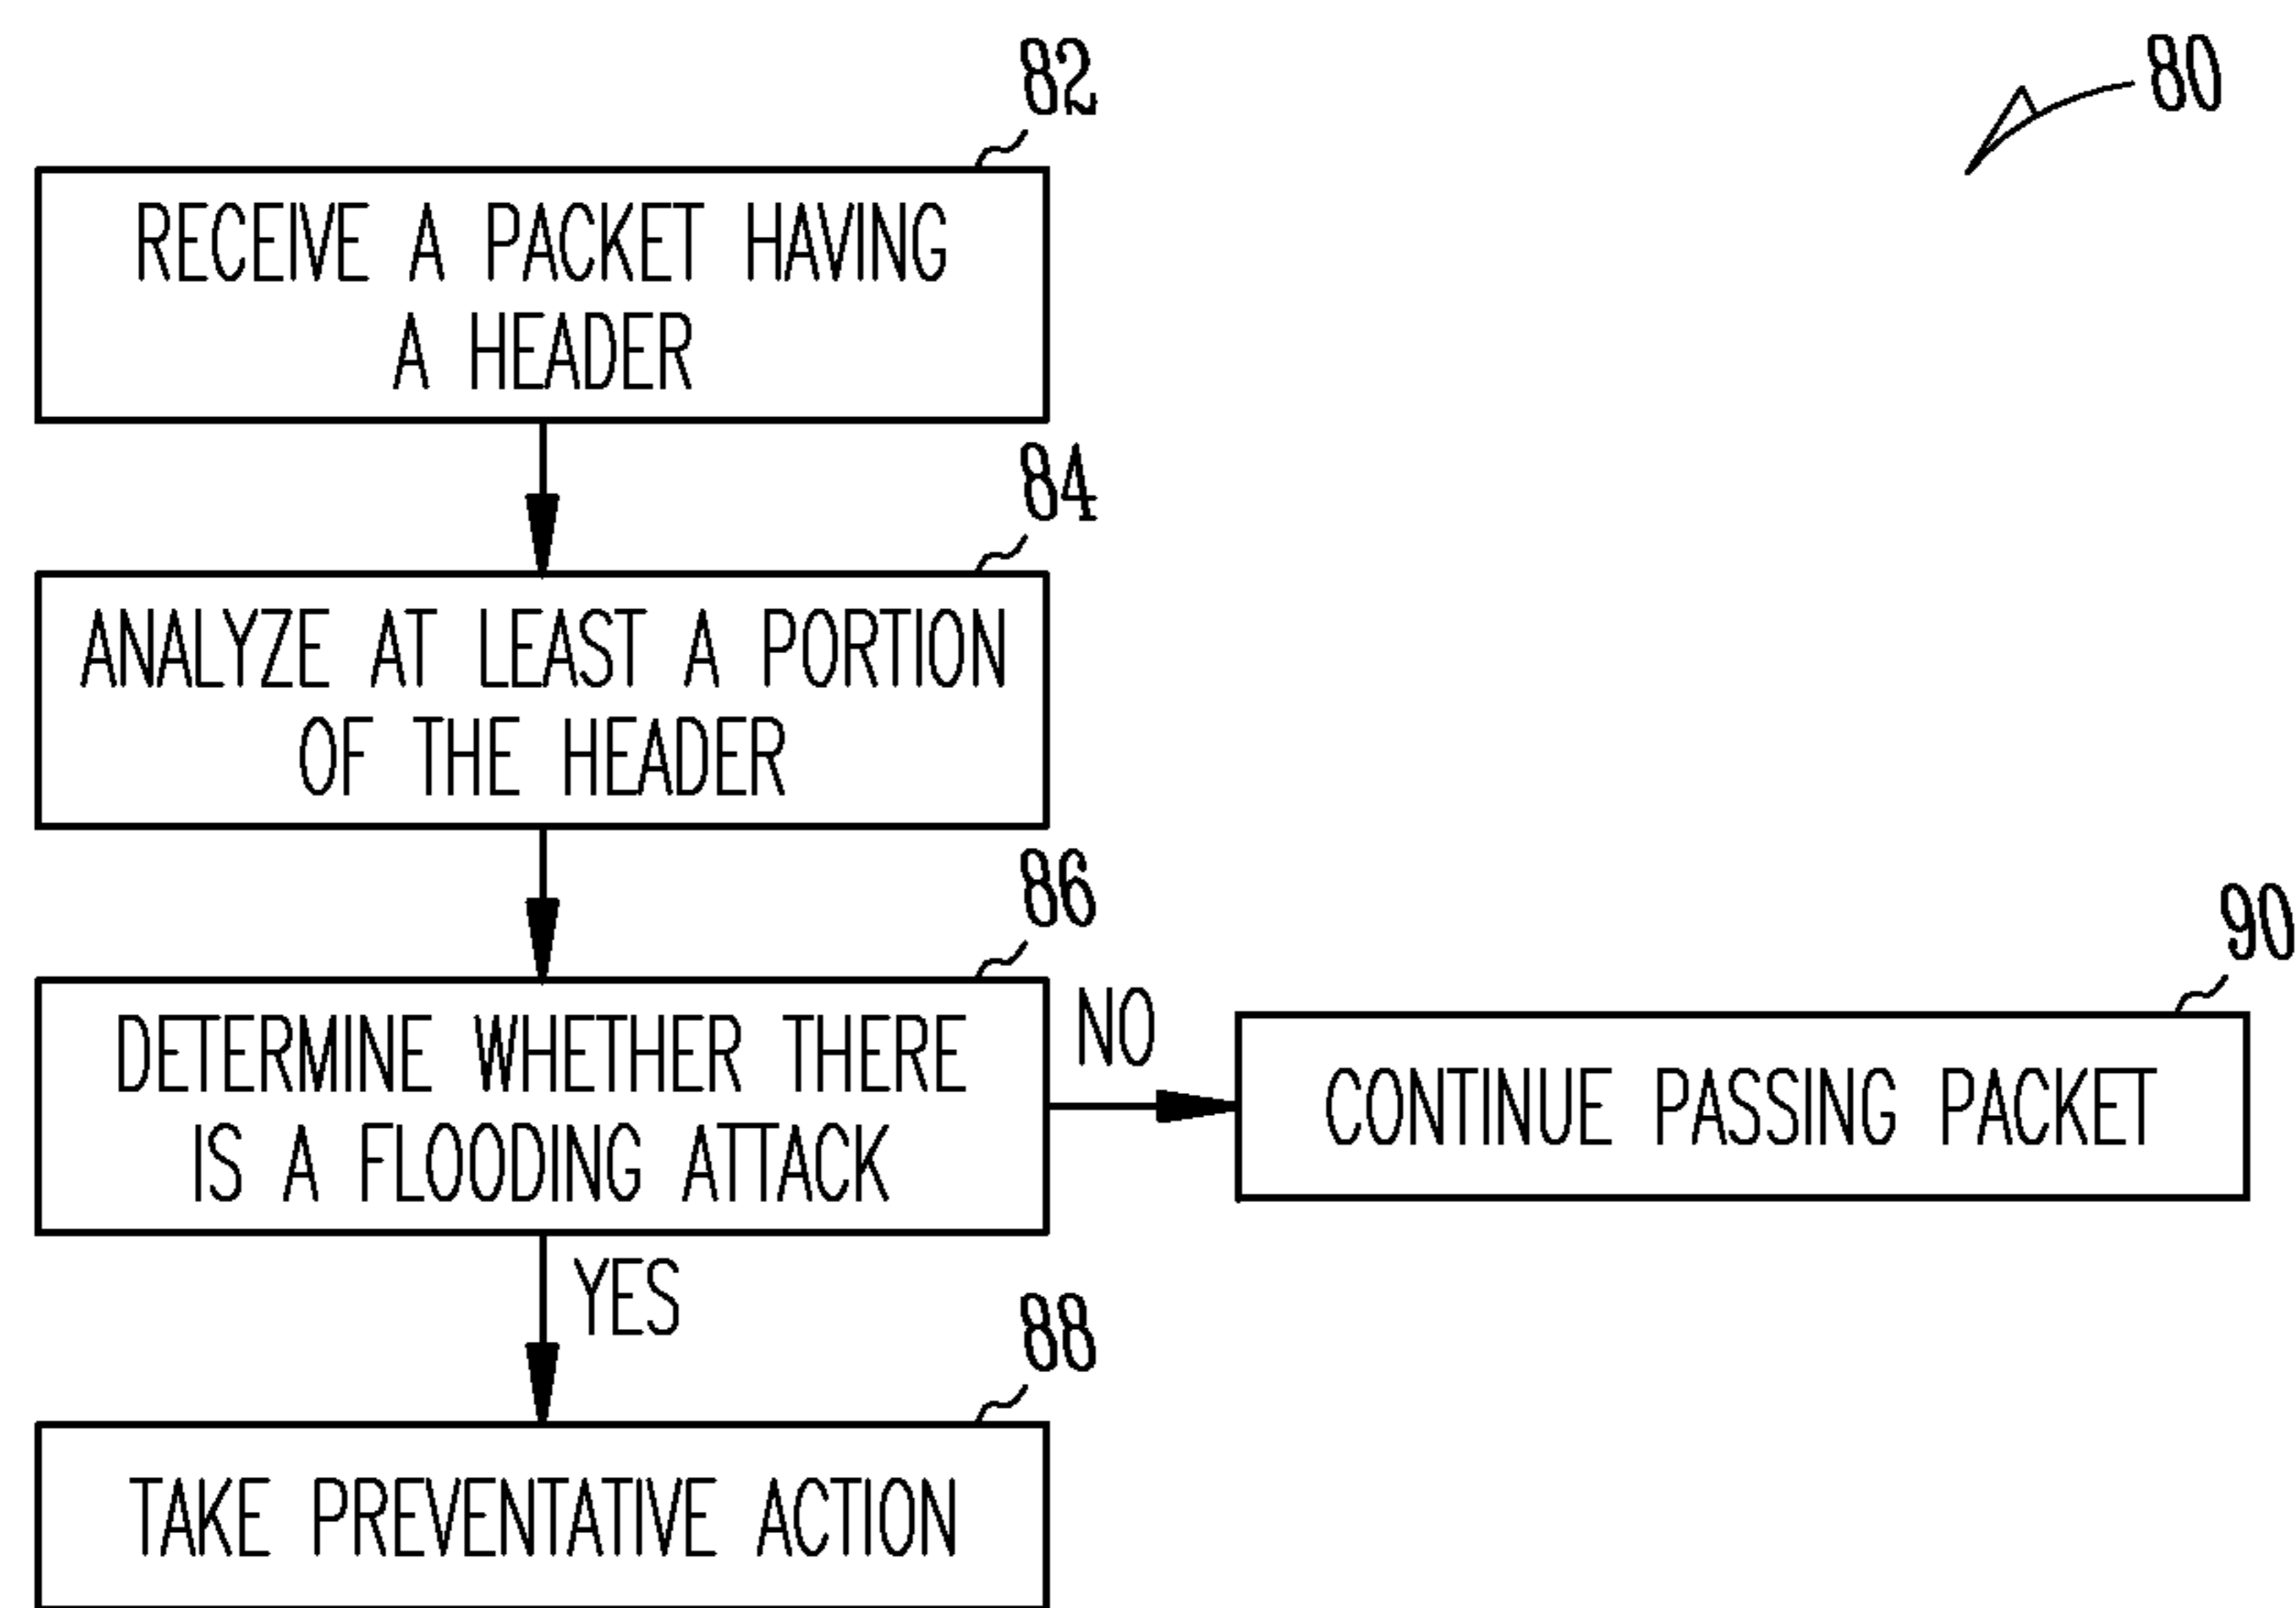 80
82
RECEIVE A PACKET HAVING
A HEADER
84
ANALYZE AT LEAST A PORTION
OF THE HEADER
86
DETERMINE WHETHER THERE
IS A FLOODING ATTACK
NO
90
CONTINUE PASSING PACKET
YES
88
TAKE PREVENTATIVE ACTION